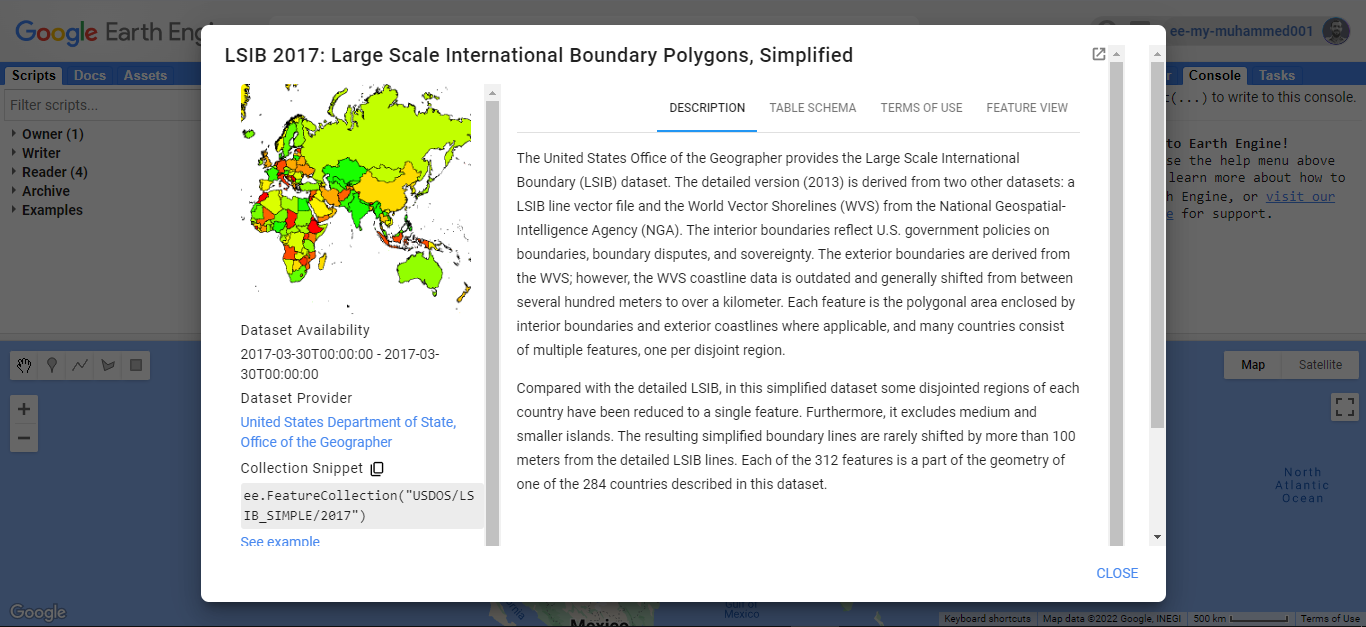 Google Earth Eng
ee-my-muhammed001
Scripts Docs Assets
Filter scripts...
Owner (1)
Writer
Reader (4)
Archive
Examples
LSIB 2017: Large Scale International Boundary Polygons, Simplified
Dataset Availability
2017-03-30T00:00:00 - 2017-03-
30T00:00:00
Dataset Provider
United States Department of State,
Office of the Geographer
Collection Snippet
ee.FeatureCollection("USDOS/LS
IB_SIMPLE/2017")
See example
DESCRIPTION TABLE SCHEMA TERMS OF USE FEATURE VIEW
The United States Office of the Geographer provides the Large Scale International
Boundary (LSIB) dataset. The detailed version (2013) is derived from two other datasets: a
LSIB line vector file and the World Vector Shorelines (WVS) from the National Geospatial-
Intelligence Agency (NGA). The interior boundaries reflect U.S. government policies on
boundaries, boundary disputes, and sovereignty. The exterior boundaries are derived from
the WVS; however, the WVS coastline data is outdated and generally shifted from between
several hundred meters to over a kilometer. Each feature is the polygonal area enclosed by
interior boundaries and exterior coastlines where applicable, and many countries consist
of multiple features, one per disjoint region.
Compared with the detailed LSIB, in this simplified dataset some disjointed regions of each
country have been reduced to a single feature. Furthermore, it excludes medium and
smaller islands. The resulting simplified boundary lines are rarely shifted by more than 100
meters from the detailed LSIB lines. Each of the 312 features is a part of the geometry of
one of the 284 countries described in this dataset.
CLOSE
r Console Tasks
t(...) to write to this console.
to Earth Engine!
se the help menu above
learn more about how to
h Engine, or visit our
e for support.
Map Satellite
North
Atlantic
Ocean
Gulf of
Mexico
Mexico
Google
Keyboard shortcuts Map data ©2022 Google, INEGI 500 km Terms of Use